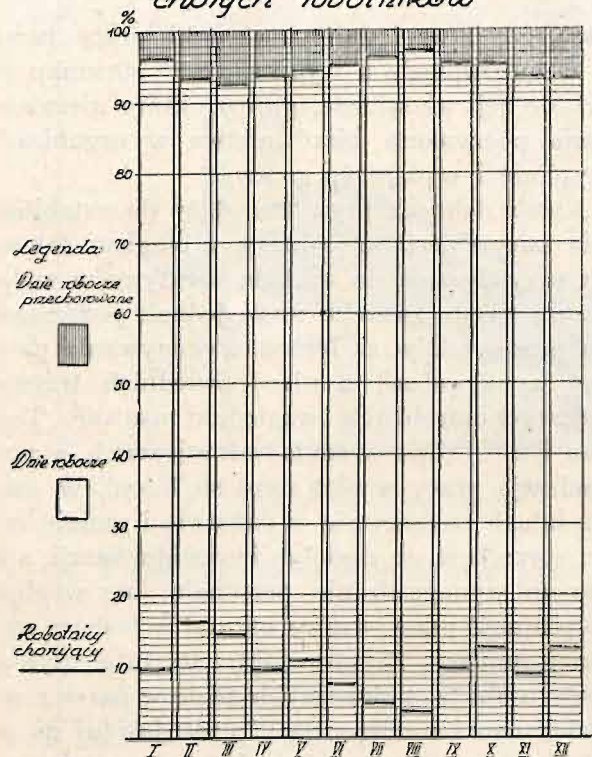 chorych robotników
%
100
90
80
70
60
50
40
30
20
10
Legenda:
Dnie robocze
przechorowane
Dnie robocze
Robotnicy
chorujący
I II III IV V VI VII VIII IX X XI XII